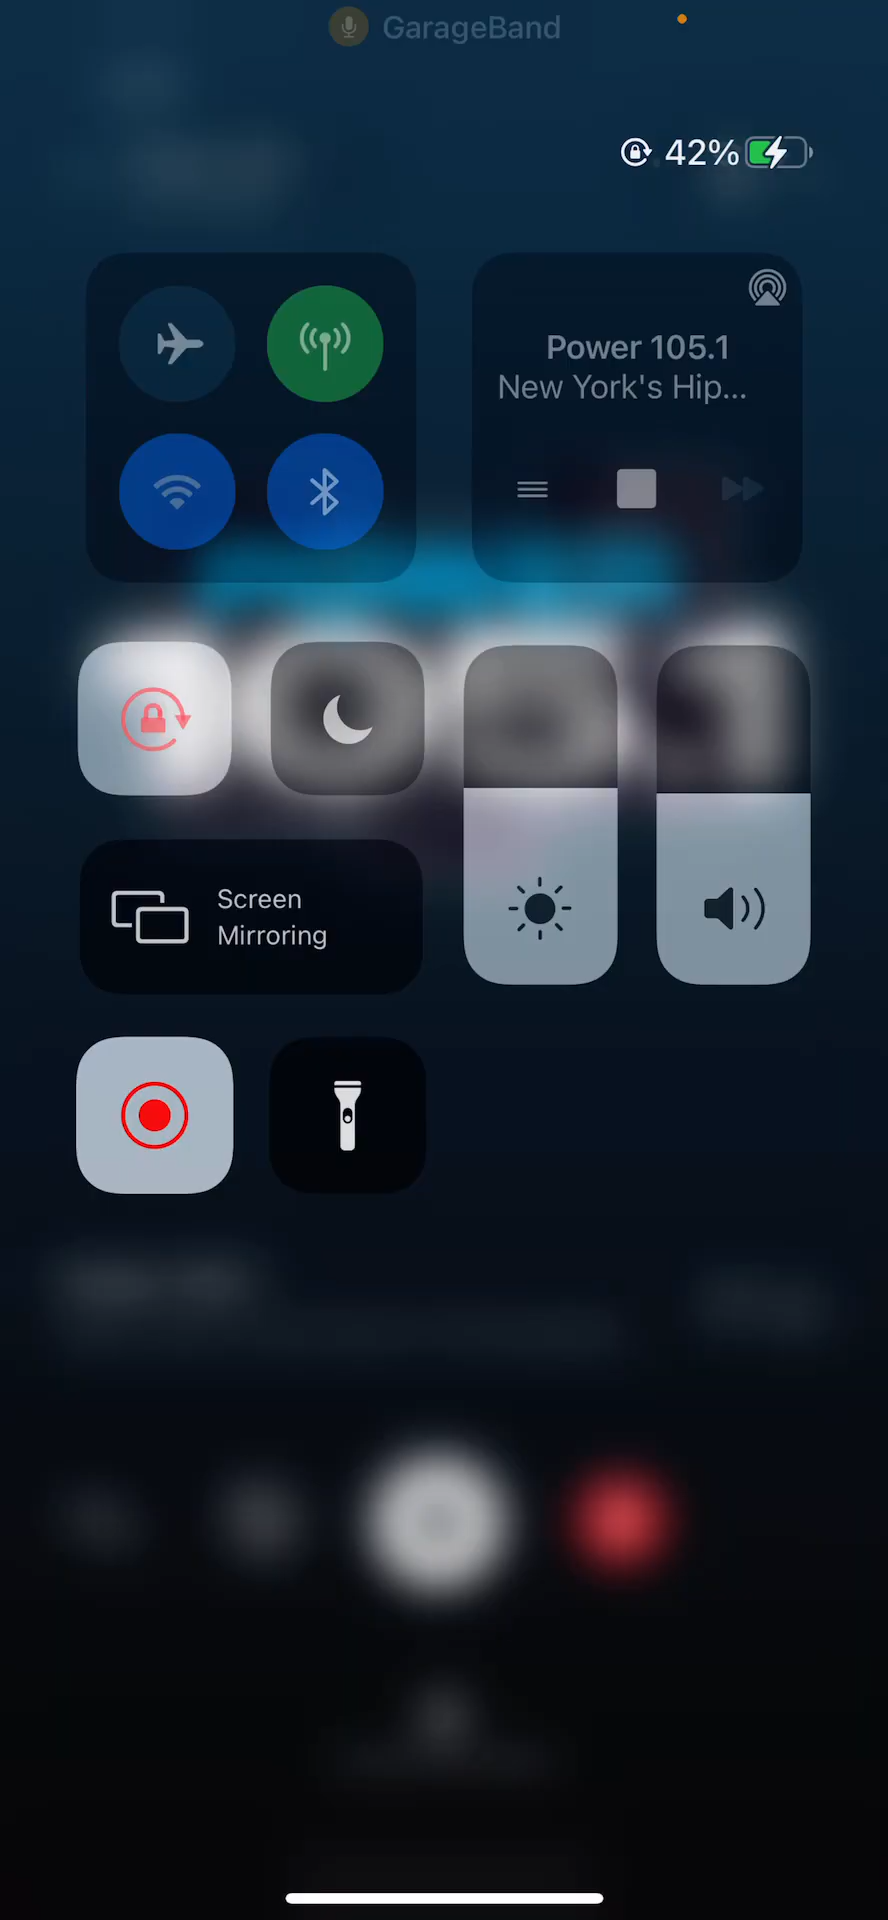 GarageBand
42%
Power 105.1
New York's Hip...
Screen
Mirroring